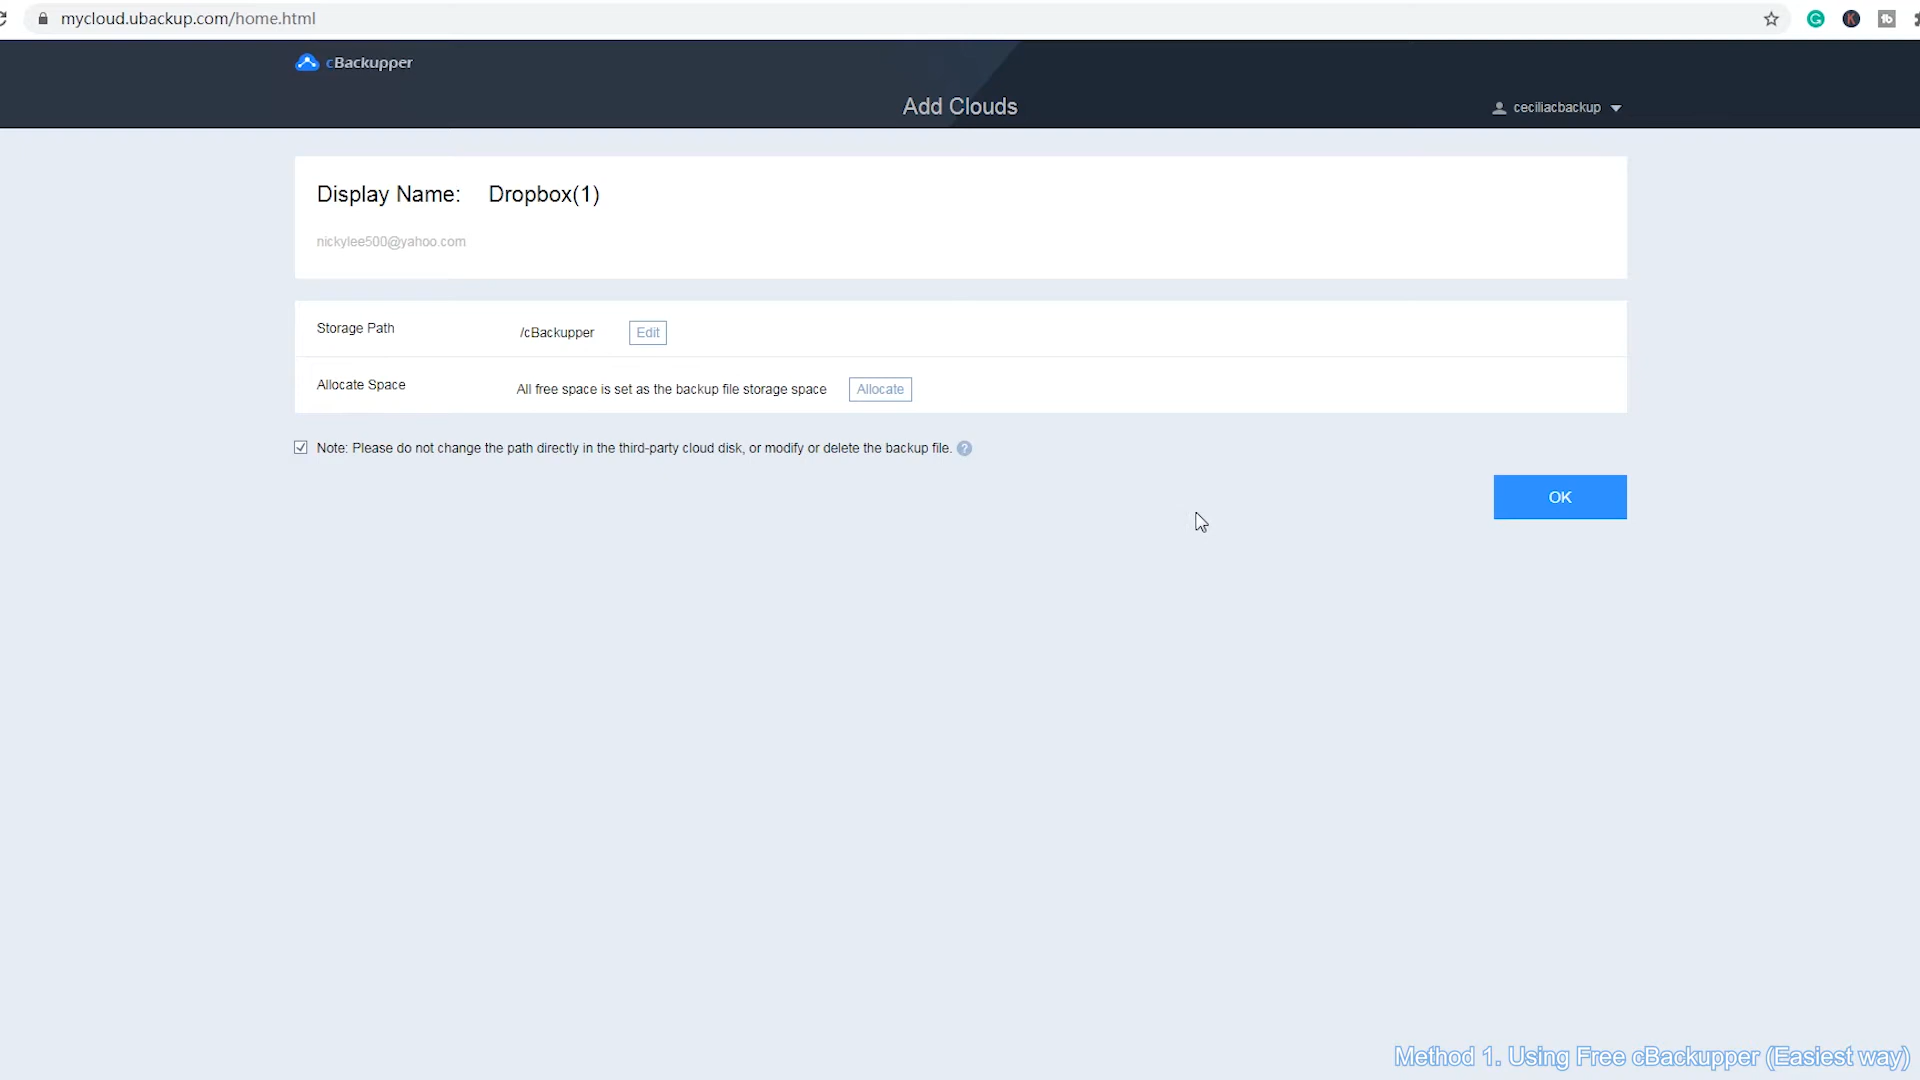 mycloud.ubackup.com/home.html
cBackupper
Add Clouds
ceciliacbackup
Display Name: Dropbox(1)
nickylee500@yahoo.com
Storage Path /cBackupper Edit
Allocate Space All free space is set as the backup file storage space Allocate
Note: Please do not change the path directly in the third-party cloud disk, or modify or delete the backup file. ?
OK
Method 1. Using Free cBackupper (Easiest way)